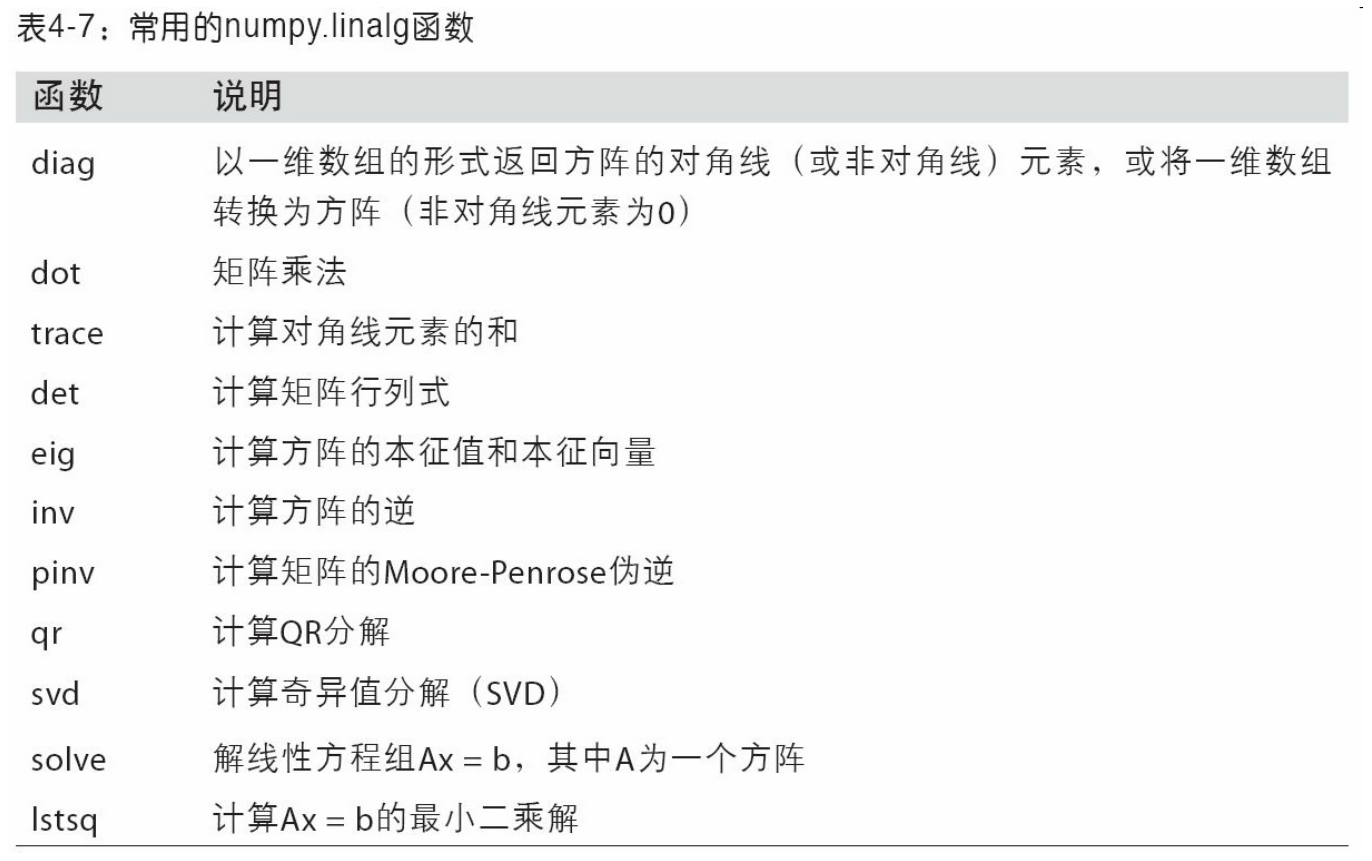 表4-7：常用的numpy.linalg函数
函数 说明
diag 以一维数组的形式返回方阵的对角线（或非对角线）元素，或将一维数组
转换为方阵（非对角线元素为0）
dot 矩阵乘法
trace 计算对角线元素的和
det 计算矩阵行列式
eig 计算方阵的本征值和本征向量
inv 计算方阵的逆
pinv 计算矩阵的Moore-Penrose伪逆
qr 计算QR分解
svd 计算奇异值分解（SVD）
solve 解线性方程组Ax = b，其中A为一个方阵
lstsq 计算Ax = b的最小二乘解